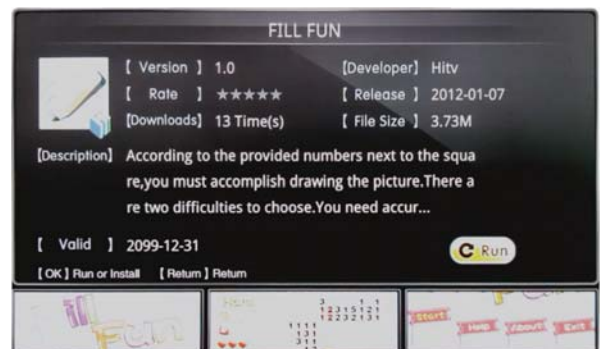 FILL FUN
[ Version ] 1.0 [Developer] Hitv
[ Rate ] ★★★★★ [ Release ] 2012-01-07
[Downloads] 13 Time(s) [ File Size ] 3.73M
[Description] According to the provided numbers next to the squa
re,you must accomplish drawing the picture.There a
re two difficulties to choose.You need accur...
[ Valid ] 2099-12-31
Run
[ OK ] Run or Install [ Return ] Return
Fill
Fun
Start Help About Exit